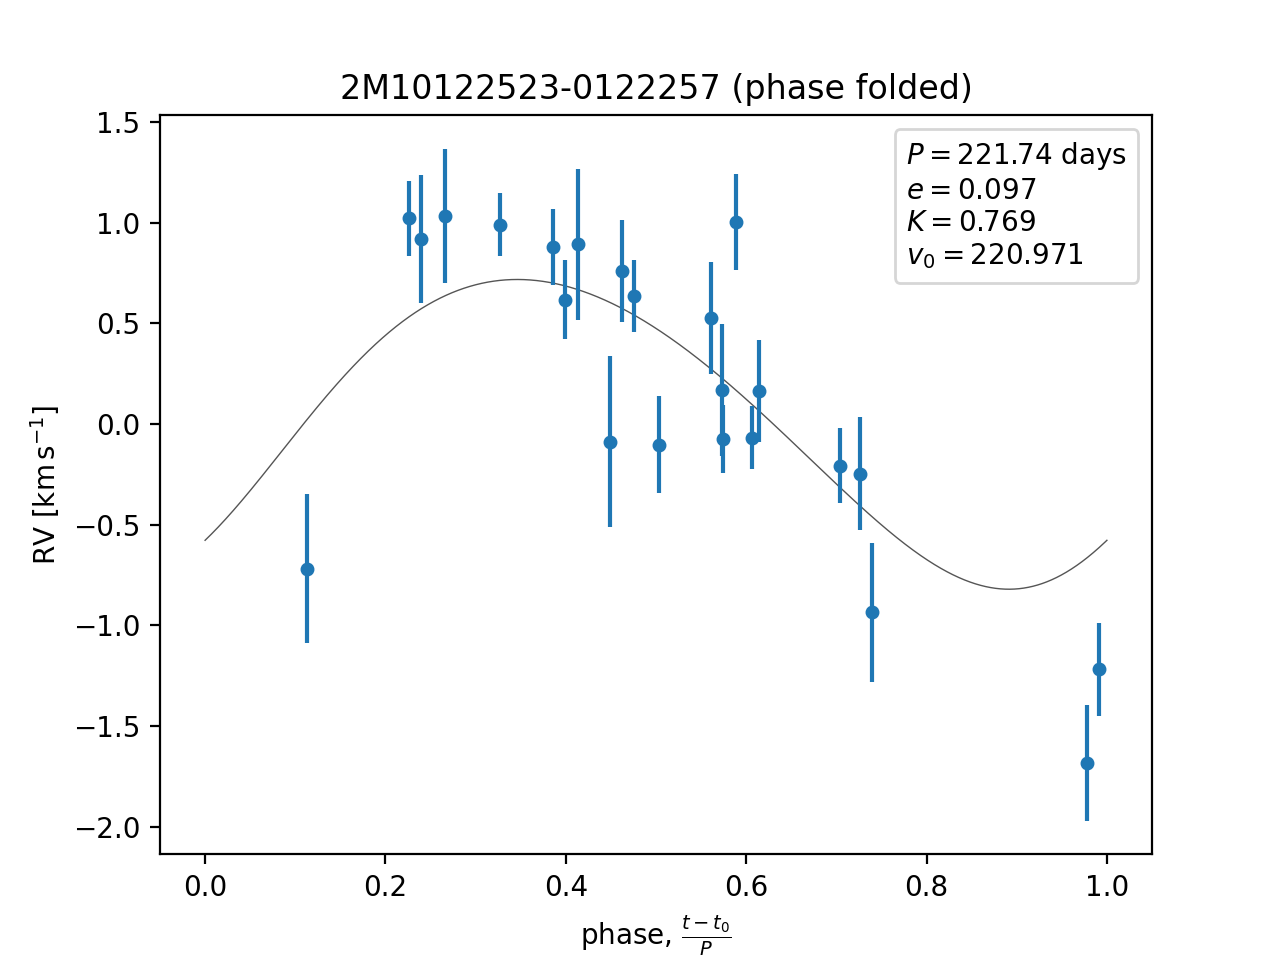 2M10122523-0122257 (phase folded)
P = 221.74 days
e = 0.097
K = 0.769
v₀ = 220.971
1.5
1.0
0.5
0.0
−0.5
−1.0
−1.5
−2.0
RV [km s⁻¹]
0.0 0.2 0.4 0.6 0.8 1.0
phase, (t − t₀)/P